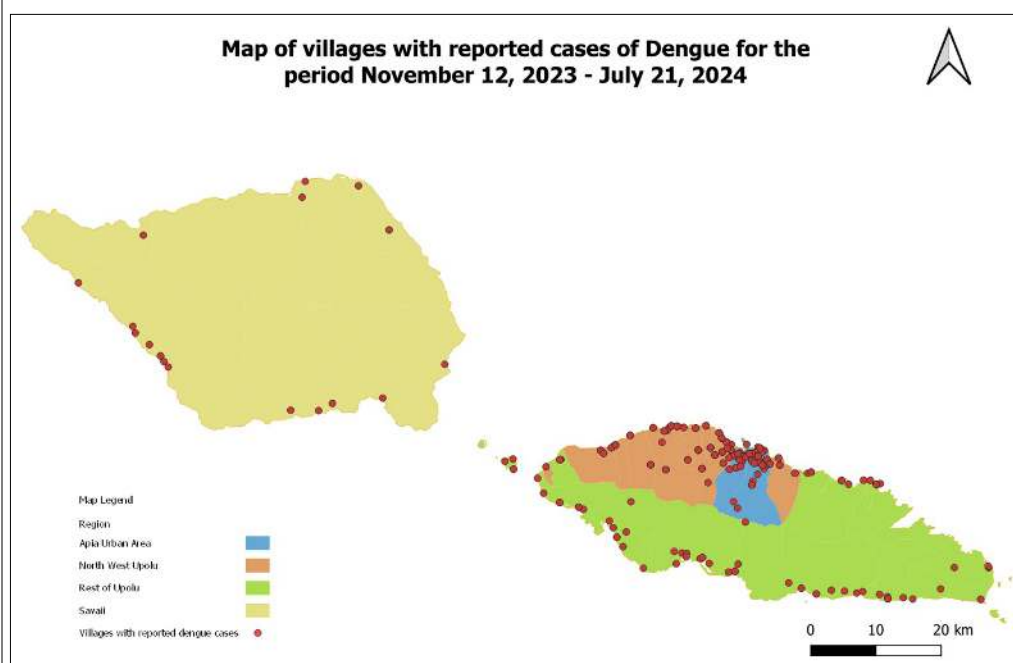 Map of villages with reported cases of Dengue for the
period November 12, 2023 - July 21, 2024
Map Legend
Region
Apia Urban Area
North West Upolu
Rest of Upolu
Savaii
Villages with reported dengue cases
0 10 20 km